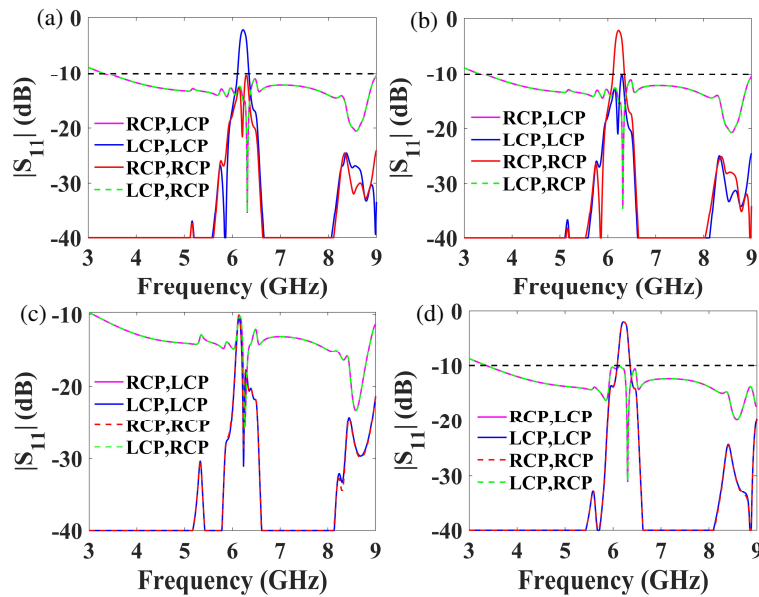 (a)
0
-10
-20
-30
-40
|S11| (dB)
RCP,LCP
LCP,LCP
RCP,RCP
LCP,RCP
3 4 5 6 7 8 9
Frequency (GHz)
(b)
0
-10
-20
-30
-40
|S11| (dB)
RCP,LCP
LCP,LCP
RCP,RCP
LCP,RCP
3 4 5 6 7 8 9
Frequency (GHz)
(c)
-10
-20
-30
-40
|S11| (dB)
RCP,LCP
LCP,LCP
RCP,RCP
LCP,RCP
3 4 5 6 7 8 9
Frequency (GHz)
(d)
0
-10
-20
-30
-40
|S11| (dB)
RCP,LCP
LCP,LCP
RCP,RCP
LCP,RCP
3 4 5 6 7 8 9
Frequency (GHz)